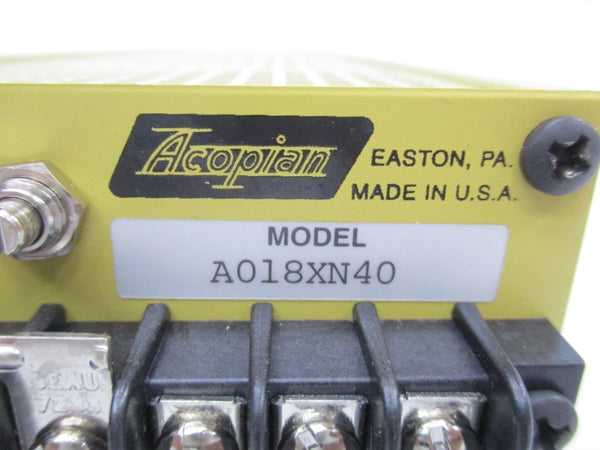 Acopian
EASTON, PA.
MADE IN U.S.A.
MODEL
A018XN40